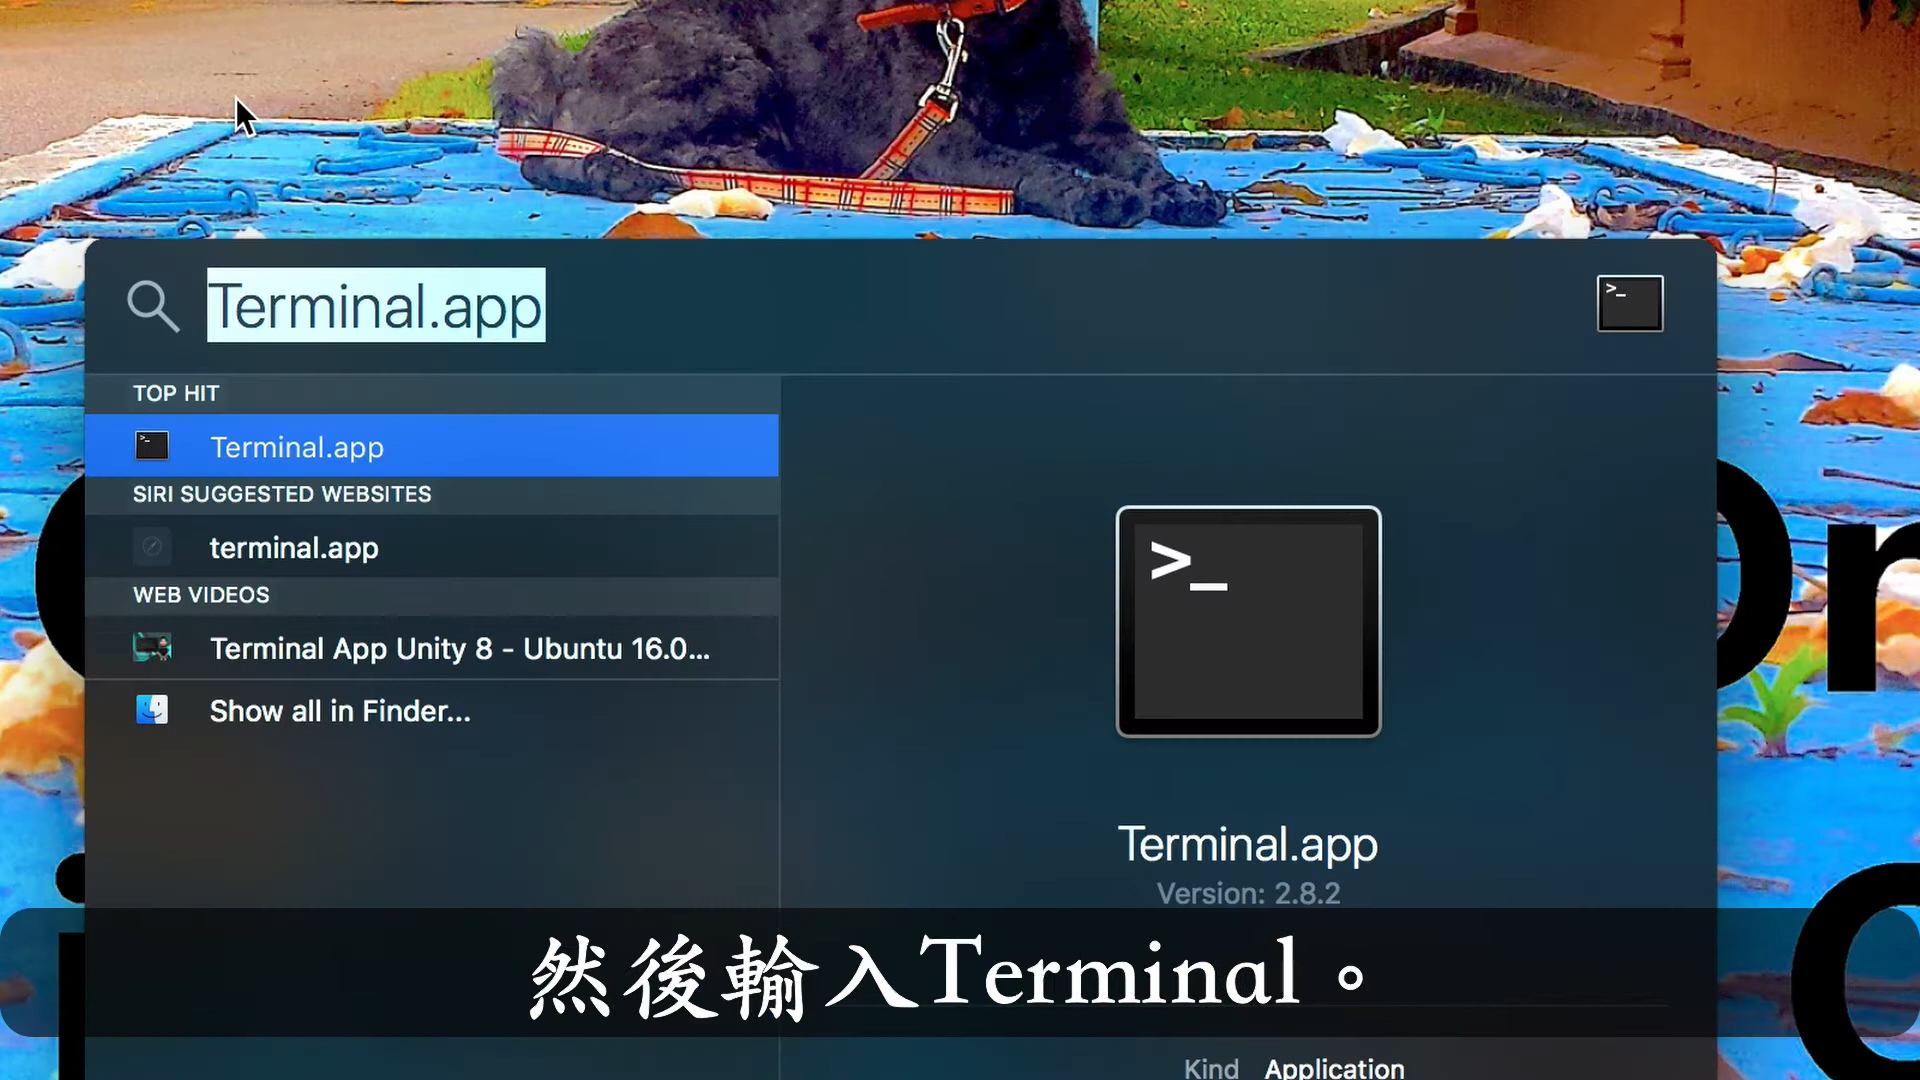 Terminal.app
TOP HIT
Terminal.app
SIRI SUGGESTED WEBSITES
terminal.app
WEB VIDEOS
Terminal App Unity 8 - Ubuntu 16.0...
Show all in Finder...
Terminal.app
Version: 2.8.2
然後輸入Terminal。
Kind Application